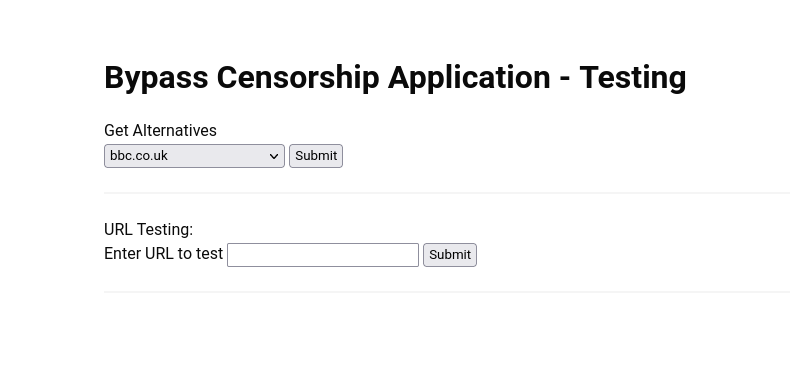 Bypass Censorship Application - Testing
Get Alternatives
bbc.co.uk Submit
URL Testing:
Enter URL to test Submit